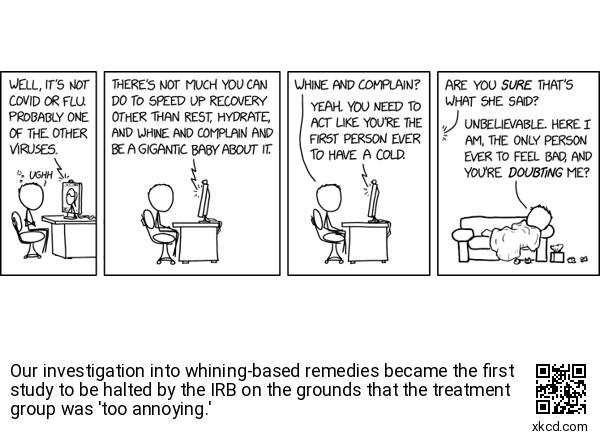 WELL, IT'S NOT
COVID OR FLU.
PROBABLY ONE
OF THE OTHER
VIRUSES.
UGHH
THERE'S NOT MUCH YOU CAN
DO TO SPEED UP RECOVERY
OTHER THAN REST, HYDRATE,
AND WHINE AND COMPLAIN AND
BE A GIGANTIC BABY ABOUT IT.
WHINE AND COMPLAIN?
YEAH. YOU NEED TO
ACT LIKE YOU'RE THE
FIRST PERSON EVER
TO HAVE A COLD.
ARE YOU SURE THAT'S
WHAT SHE SAID?
UNBELIEVABLE. HERE I
AM, THE ONLY PERSON
EVER TO FEEL BAD, AND
YOU'RE DOUBTING ME?
Our investigation into whining-based remedies became the first
study to be halted by the IRB on the grounds that the treatment
group was 'too annoying.'
xkcd.com